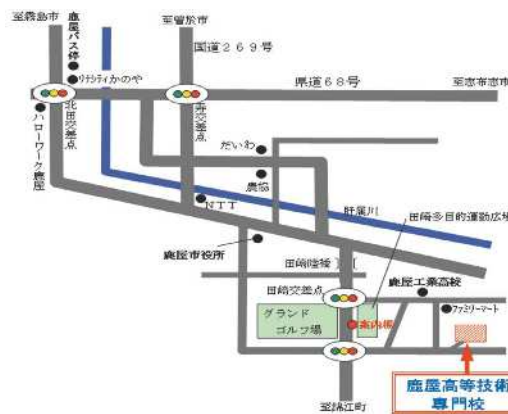 至霧島市
至曽於市
鹿屋バス停
国道269号
リナシティかのや
県道68号
至志布志市
北田交差点
寿交差点
ハローワーク鹿屋
だいわ
農協
NTT
肝属川
田崎多目的運動広場
鹿屋市役所
田崎陸橋
鹿屋工業高校
田崎交差点
ファミリーマート
グランド
ゴルフ場
案内板
鹿屋高等技術
専門校
至錦江町